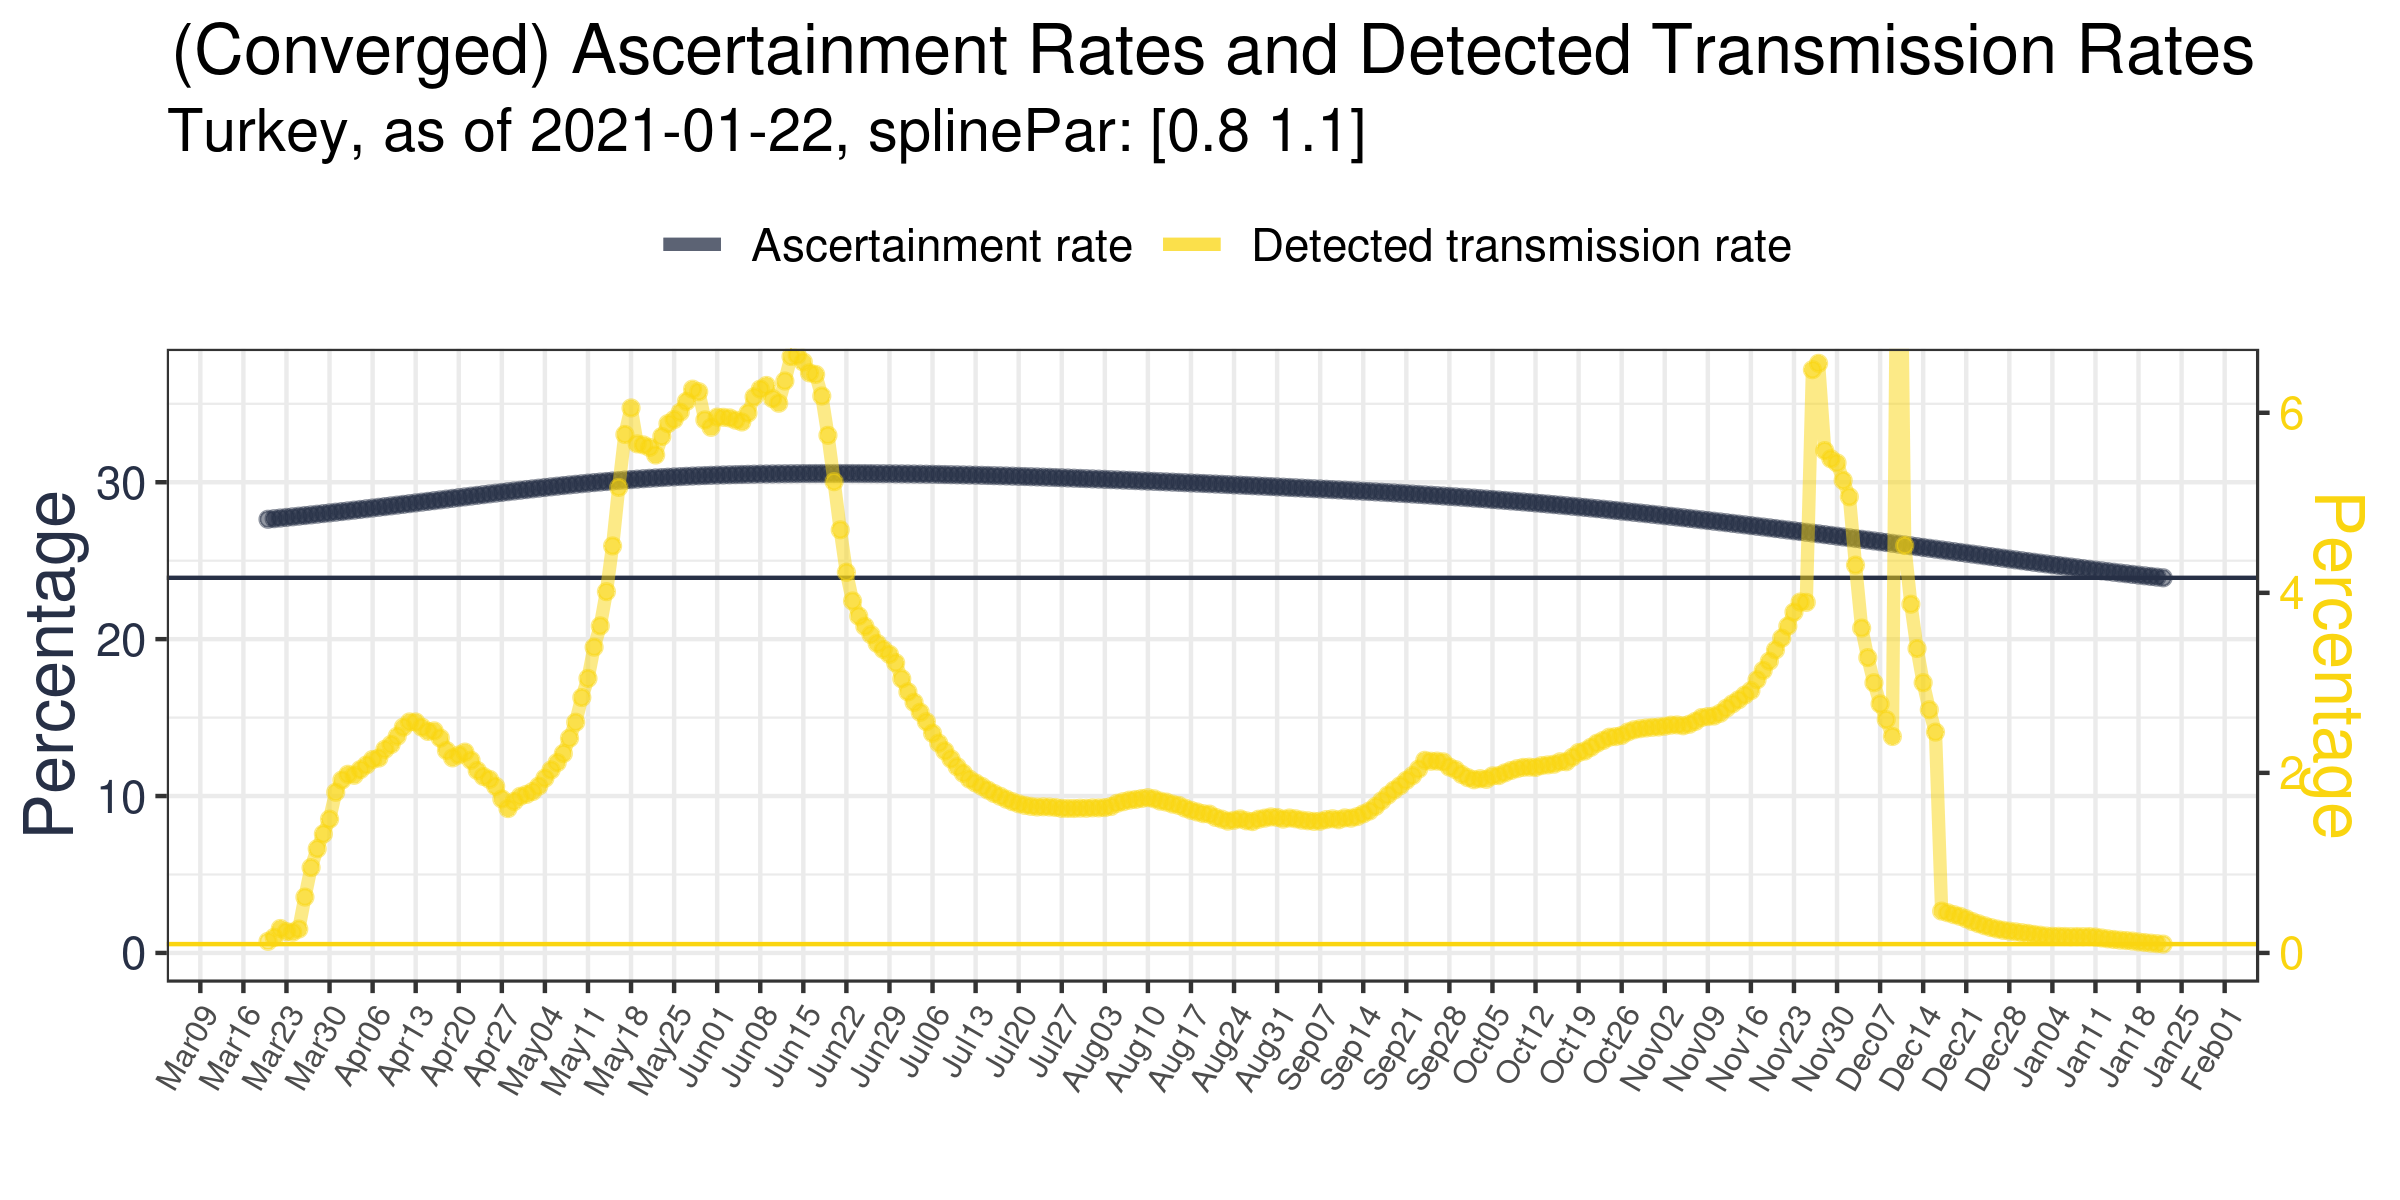 (Converged) Ascertainment Rates and Detected Transmission Rates
Turkey, as of 2021-01-22, splinePar: [0.8 1.1]
Ascertainment rate Detected transmission rate
Percentage
30
20
10
0
6
4
2
0
Percentage
Mar09 Mar16 Mar23 Mar30 Apr06 Apr13 Apr20 Apr27 May04 May11 May18 May25 Jun01 Jun08 Jun15 Jun22 Jun29 Jul06 Jul13 Jul20 Jul27 Aug03 Aug10 Aug17 Aug24 Aug31 Sep07 Sep14 Sep21 Sep28 Oct05 Oct12 Oct19 Oct26 Nov02 Nov09 Nov16 Nov23 Nov30 Dec07 Dec14 Dec21 Dec28 Jan04 Jan11 Jan18 Jan25 Feb01